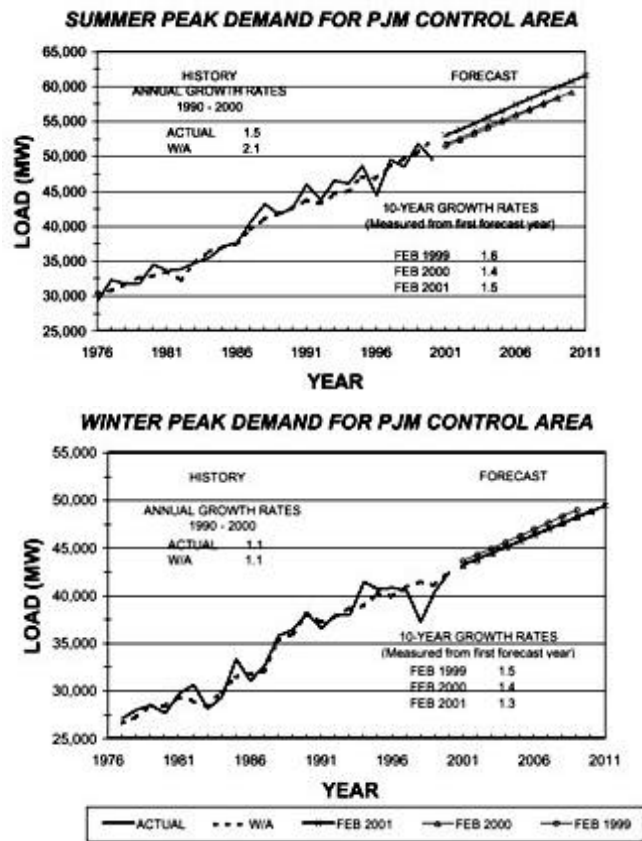 SUMMER PEAK DEMAND FOR PJM CONTROL AREA
65,000
60,000
55,000
50,000
45,000
40,000
35,000
30,000
25,000
LOAD (MW)
HISTORY
ANNUAL GROWTH RATES
1990 - 2000
ACTUAL 1.5
W/A 2.1
FORECAST
10-YEAR GROWTH RATES
(Measured from first forecast year)
FEB 1999 1.6
FEB 2000 1.4
FEB 2001 1.5
1976 1981 1986 1991 1996 2001 2006 2011
YEAR
WINTER PEAK DEMAND FOR PJM CONTROL AREA
55,000
50,000
45,000
40,000
35,000
30,000
25,000
LOAD (MW)
HISTORY
ANNUAL GROWTH RATES
1990 - 2000
ACTUAL 1.1
W/A 1.1
FORECAST
10-YEAR GROWTH RATES
(Measured from first forecast year)
FEB 1999 1.5
FEB 2000 1.4
FEB 2001 1.3
1976 1981 1986 1991 1996 2001 2006 2011
YEAR
ACTUAL W/A FEB 2001 FEB 2000 FEB 1999